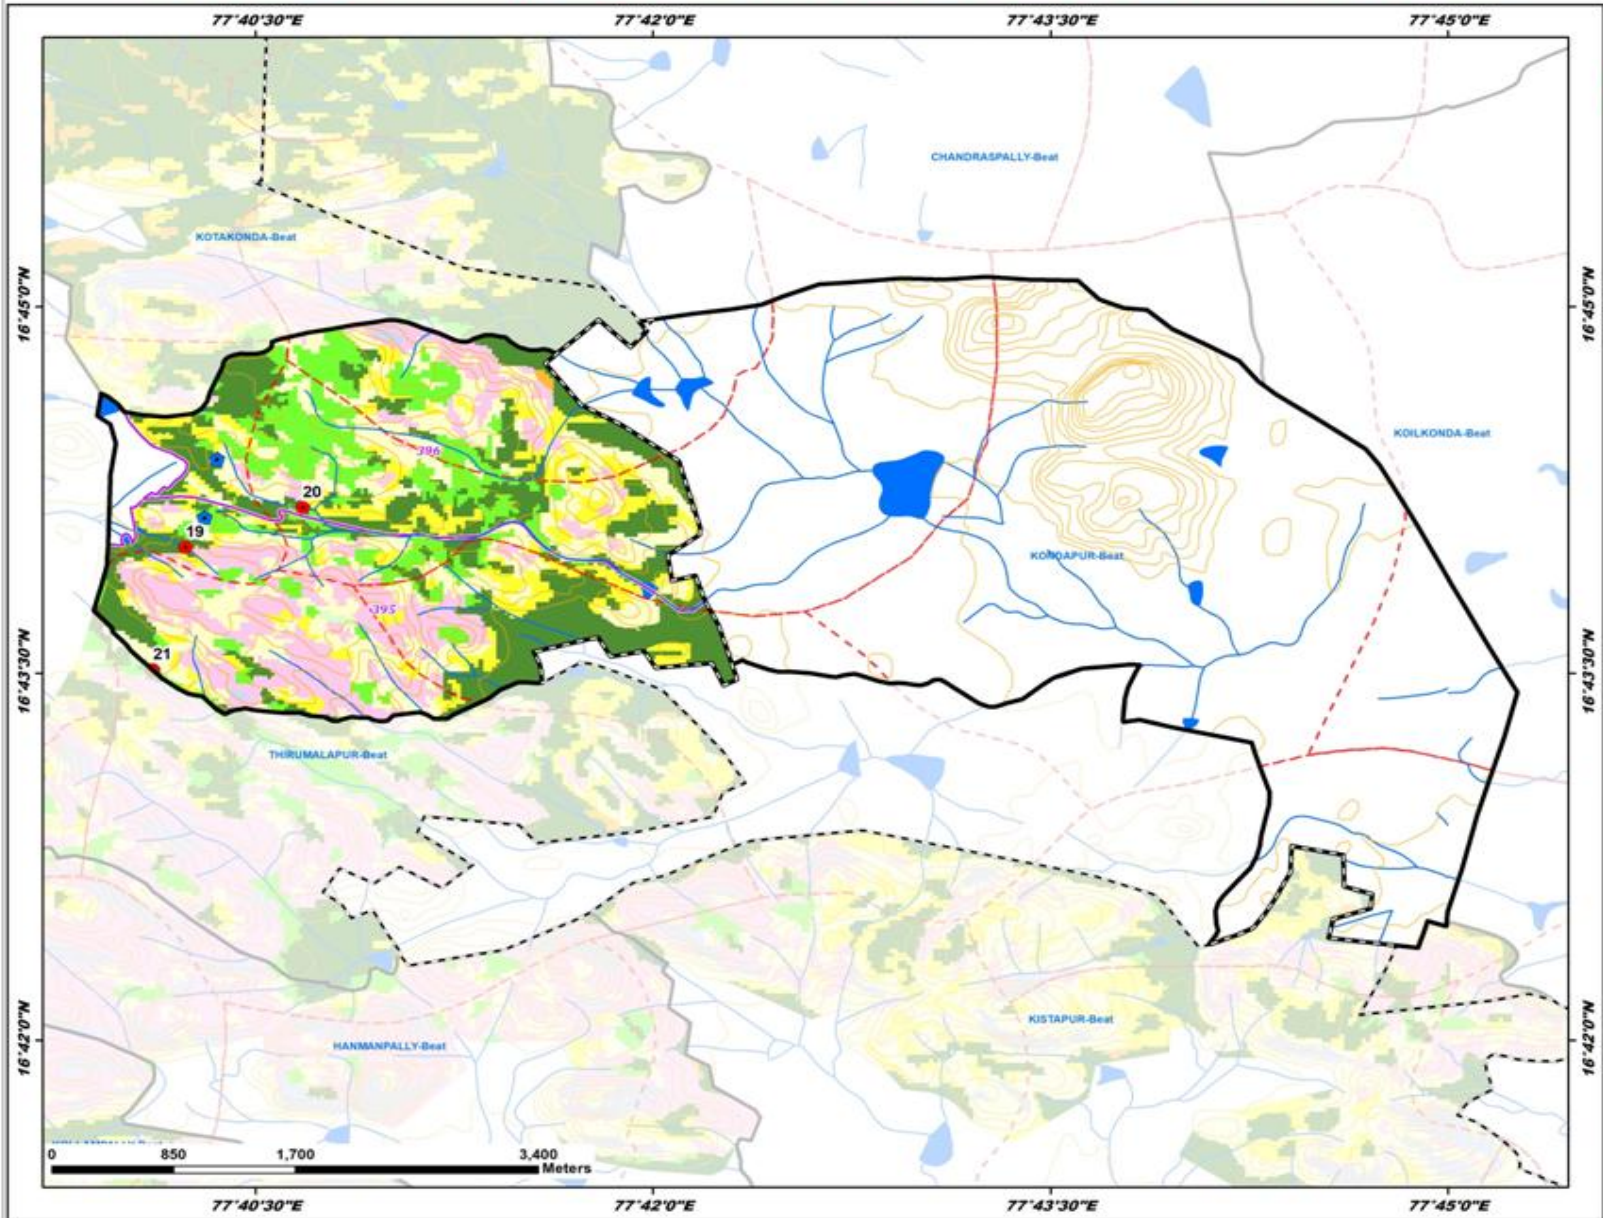 77°40'30"E 77°42'0"E 77°43'30"E 77°45'0"E
CHANDRASPALLY-Beat
KOTAKONDA-Beat
16°45'0"N 16°45'0"N
KOILKONDA-Beat
396
20
19
KONDAPUR-Beat
395
21
16°43'30"N 16°43'30"N
THIRUMALAPUR-Beat
KISTAPUR-Beat
16°42'0"N 16°42'0"N
HANMANPALLY-Beat
0 850 1,700 3,400
Meters
77°40'30"E 77°42'0"E 77°43'30"E 77°45'0"E